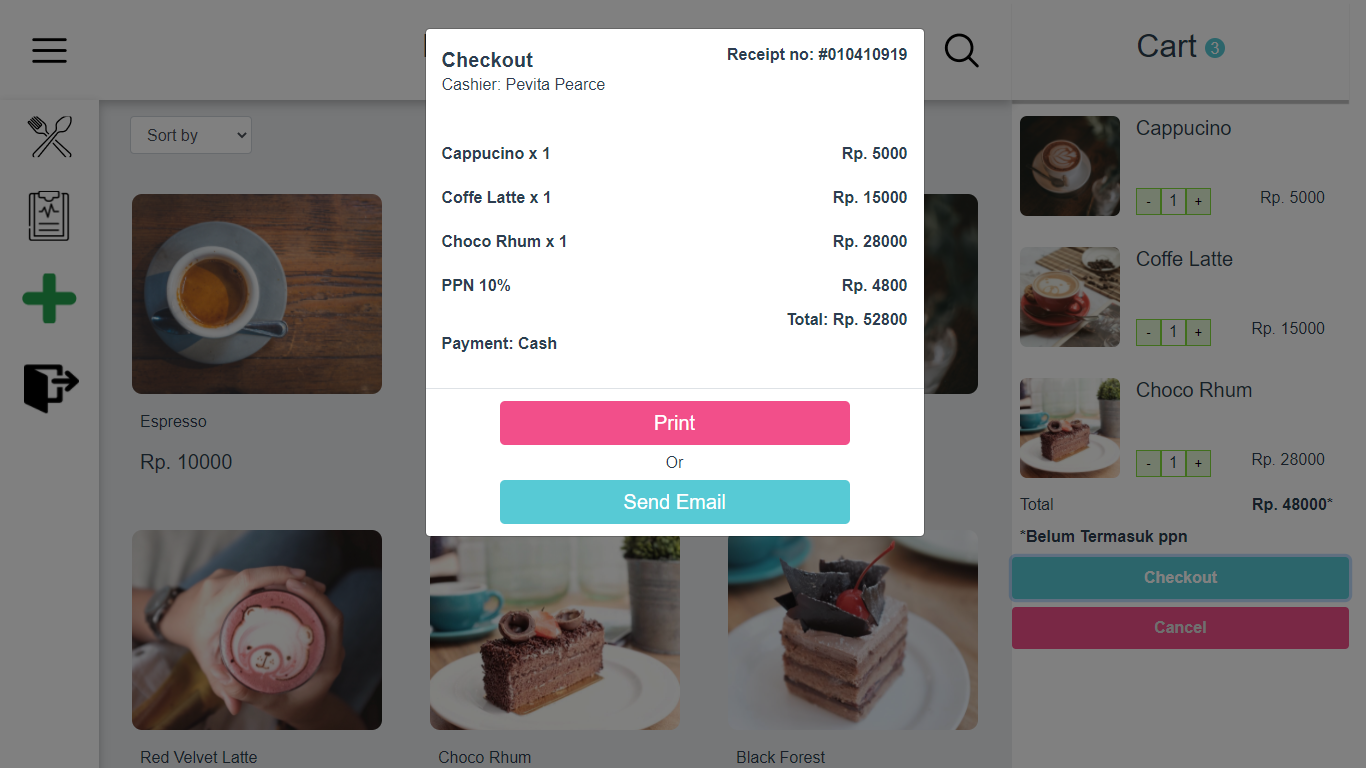 Cart 3
Sort by
Espresso
Rp. 10000
Red Velvet Latte
Choco Rhum
Black Forest
Checkout
Receipt no: #010410919
Cashier: Pevita Pearce
Cappucino x 1 Rp. 5000
Coffe Latte x 1 Rp. 15000
Choco Rhum x 1 Rp. 28000
PPN 10% Rp. 4800
Total: Rp. 52800
Payment: Cash
Print
Or
Send Email
Cappucino
- 1 + Rp. 5000
Coffe Latte
- 1 + Rp. 15000
Choco Rhum
- 1 + Rp. 28000
Total Rp. 48000*
*Belum Termasuk ppn
Checkout
Cancel